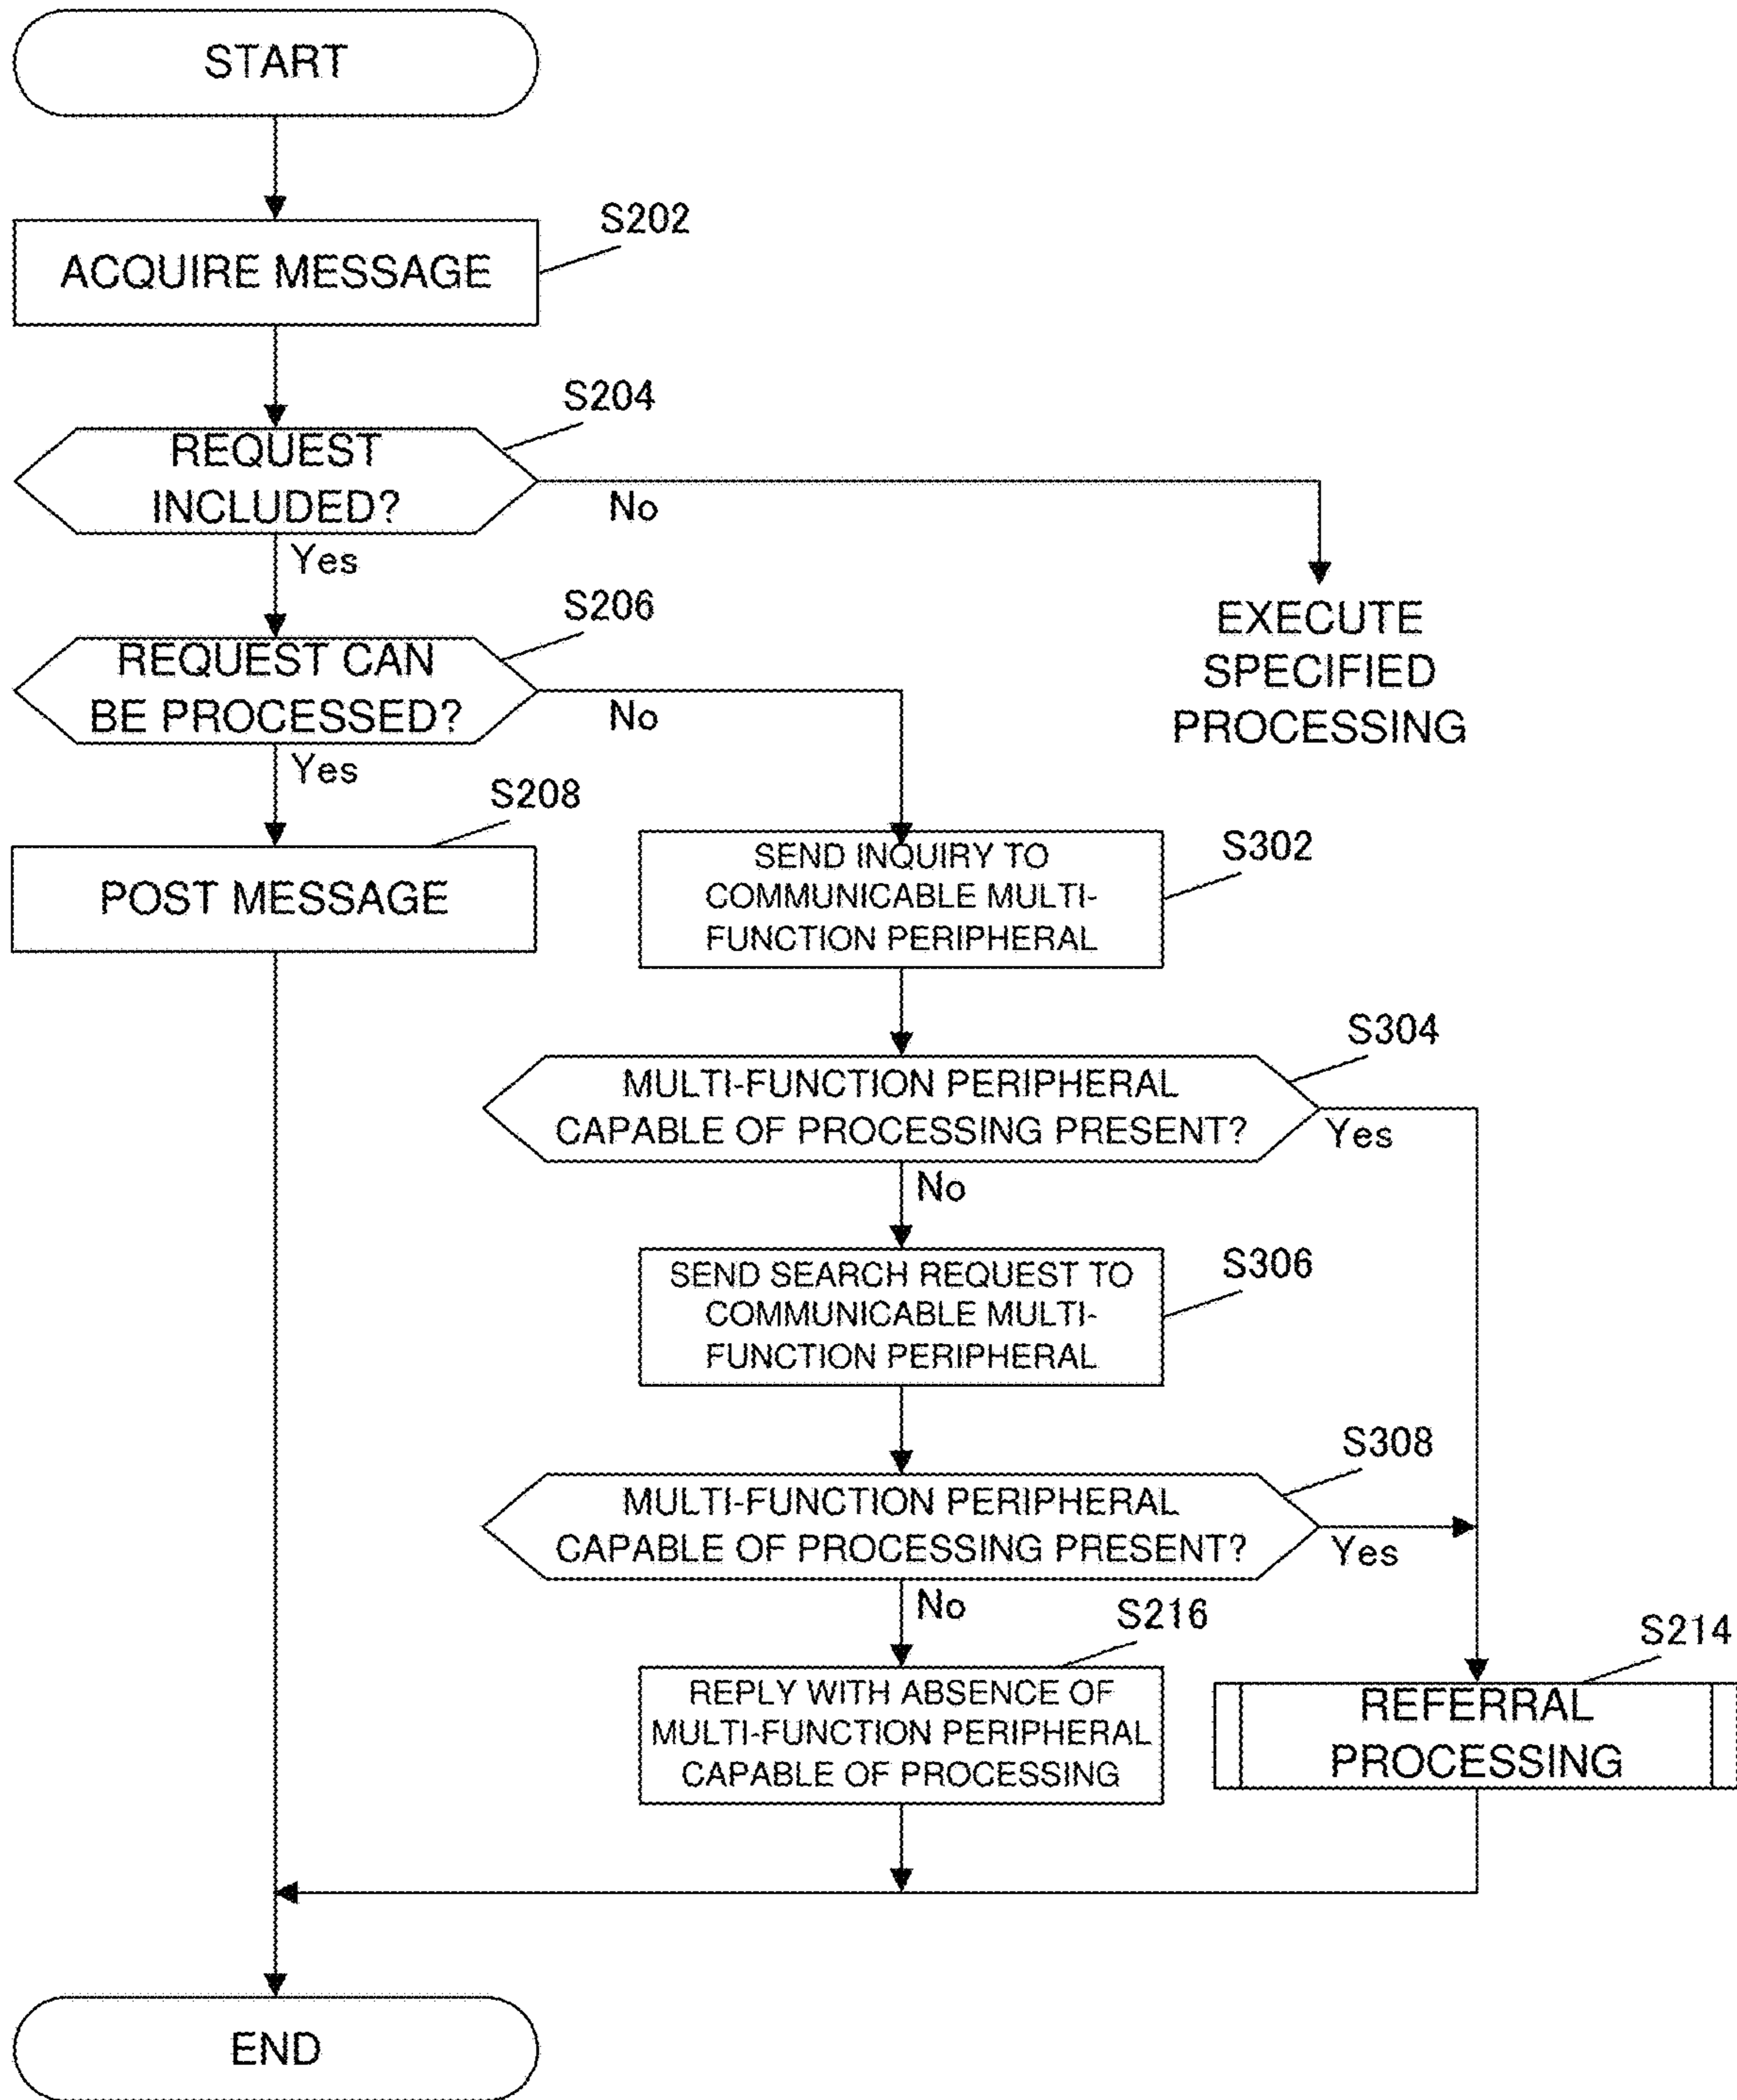 START
S202
ACQUIRE MESSAGE
S204
REQUEST
INCLUDED?
No
Yes
S206
REQUEST CAN
BE PROCESSED?
No
Yes
EXECUTE
SPECIFIED
PROCESSING
S208
POST MESSAGE
S302
SEND INQUIRY TO
COMMUNICABLE MULTI-
FUNCTION PERIPHERAL
S304
MULTI-FUNCTION PERIPHERAL
CAPABLE OF PROCESSING PRESENT?
Yes
No
S306
SEND SEARCH REQUEST TO
COMMUNICABLE MULTI-
FUNCTION PERIPHERAL
S308
MULTI-FUNCTION PERIPHERAL
CAPABLE OF PROCESSING PRESENT?
Yes
No
S216
REPLY WITH ABSENCE OF
MULTI-FUNCTION PERIPHERAL
CAPABLE OF PROCESSING
S214
REFERRAL
PROCESSING
END